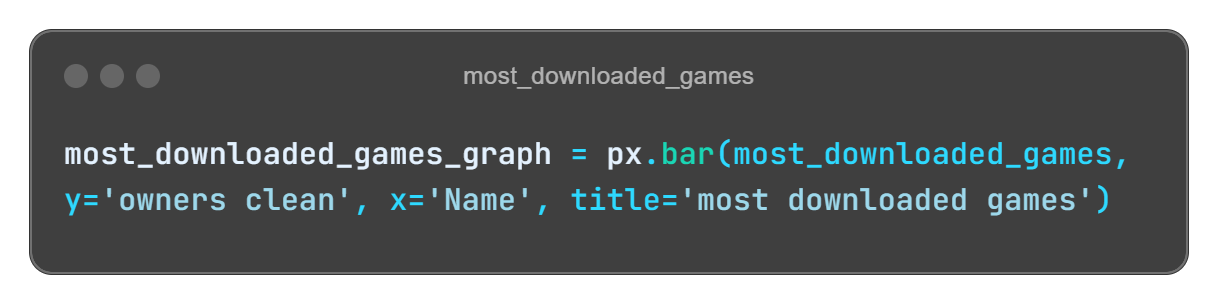 most_downloaded_games
most_downloaded_games_graph = px.bar(most_downloaded_games,
y='owners clean', x='Name', title='most downloaded games')